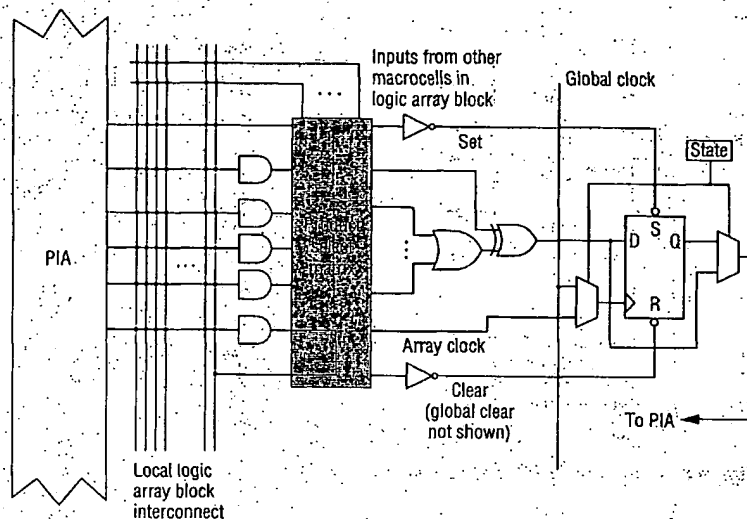 Inputs from other
macrocells in
logic array block
Global clock
Set
State
PIA
D
S
Q
R
Array clock
Clear
(global clear
not shown)
To PIA
Local logic
array block
interconnect